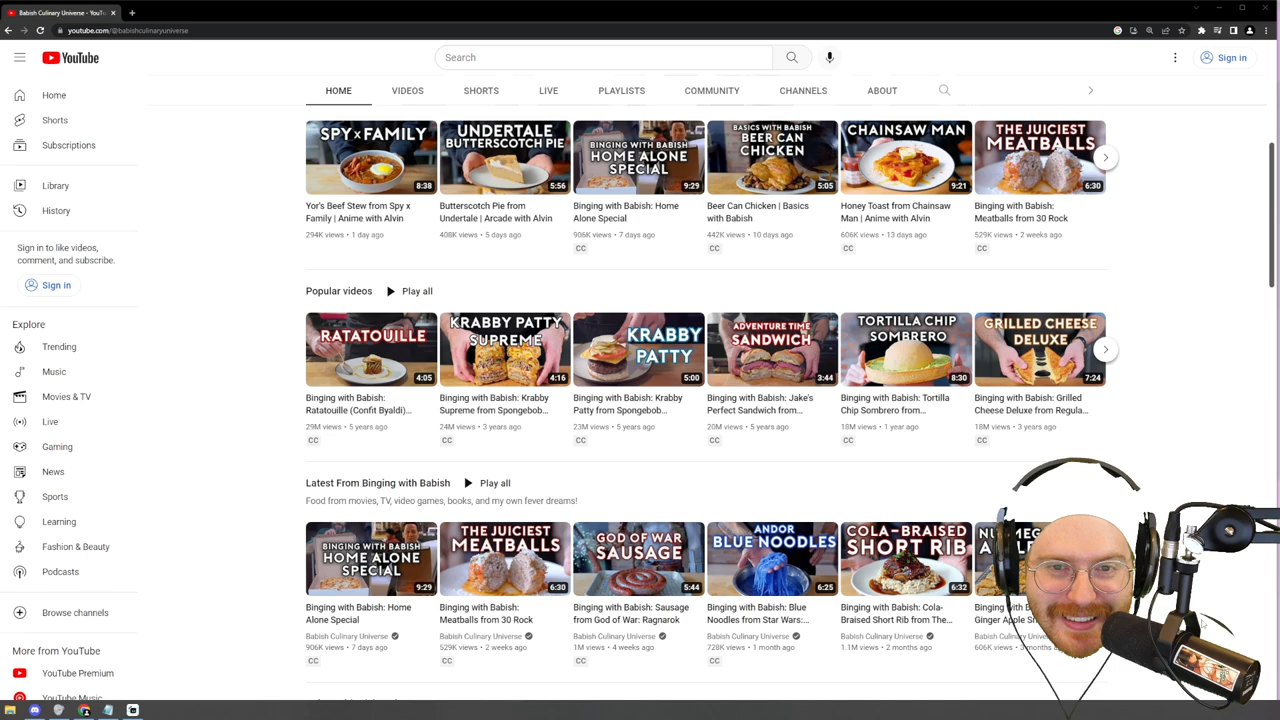 Babish Culinary Universe - YouTu
youtube.com/@babishculinaryuniverse
YouTube
Search
Sign in
HOME
VIDEOS
SHORTS
LIVE
PLAYLISTS
COMMUNITY
CHANNELS
ABOUT
Home
Shorts
Subscriptions
Library
History
Sign in to like videos,
comment, and subscribe.
Sign in
Explore
Trending
Music
Movies & TV
Live
Gaming
News
Sports
Learning
Fashion & Beauty
Podcasts
Browse channels
More from YouTube
YouTube Premium
YouTube Music
SPY x FAMILY
8:38
Yor's Beef Stew from Spy x
Family | Anime with Alvin
294K views • 1 day ago
UNDERTALE
BUTTERSCOTCH PIE
5:56
Butterscotch Pie from
Undertale | Arcade with Alvin
408K views • 5 days ago
BINGING WITH BABISH
HOME ALONE
SPECIAL
9:29
Binging with Babish: Home
Alone Special
906K views • 7 days ago
CC
BASICS WITH BABISH
BEER CAN
CHICKEN
5:05
Beer Can Chicken | Basics
with Babish
442K views • 10 days ago
CC
CHAINSAW MAN
9:21
Honey Toast from Chainsaw
Man | Anime with Alvin
606K views • 13 days ago
CC
THE JUICIEST
MEATBALLS
6:30
Binging with Babish:
Meatballs from 30 Rock
529K views • 2 weeks ago
CC
Popular videos
Play all
RATATOUILLE
4:05
Binging with Babish:
Ratatouille (Confit Byaldi)...
29M views • 5 years ago
CC
KRABBY PATTY
SUPREME
4:16
Binging with Babish: Krabby
Supreme from Spongebob...
24M views • 3 years ago
CC
KRABBY
PATTY
5:00
Binging with Babish: Krabby
Patty from Spongebob...
23M views • 5 years ago
CC
ADVENTURE TIME
SANDWICH
3:44
Binging with Babish: Jake's
Perfect Sandwich from...
20M views • 5 years ago
CC
TORTILLA CHIP
SOMBRERO
8:30
Binging with Babish: Tortilla
Chip Sombrero from...
18M views • 1 year ago
CC
GRILLED CHEESE
DELUXE
7:24
Binging with Babish: Grilled
Cheese Deluxe from Regula...
18M views • 3 years ago
CC
Latest From Binging with Babish
Play all
Food from movies, TV, video games, books, and my own fever dreams!
BINGING WITH BABISH
HOME ALONE
SPECIAL
9:29
Binging with Babish: Home
Alone Special
Babish Culinary Universe
906K views • 7 days ago
CC
THE JUICIEST
MEATBALLS
6:30
Binging with Babish:
Meatballs from 30 Rock
Babish Culinary Universe
529K views • 2 weeks ago
CC
GOD OF WAR
SAUSAGE
5:44
Binging with Babish: Sausage
from God of War: Ragnarok
Babish Culinary Universe
1M views • 4 weeks ago
ANDOR
BLUE NOODLES
6:25
Binging with Babish: Blue
Noodles from Star Wars:...
Babish Culinary Universe
728K views • 1 month ago
CC
COLA-BRAISED
SHORT RIB
6:32
Binging with Babish: Cola-
Braised Short Rib from The...
Babish Culinary Universe
1.1M views • 2 months ago
Binging with
Ginger Apple
Babish Culinary
606K views